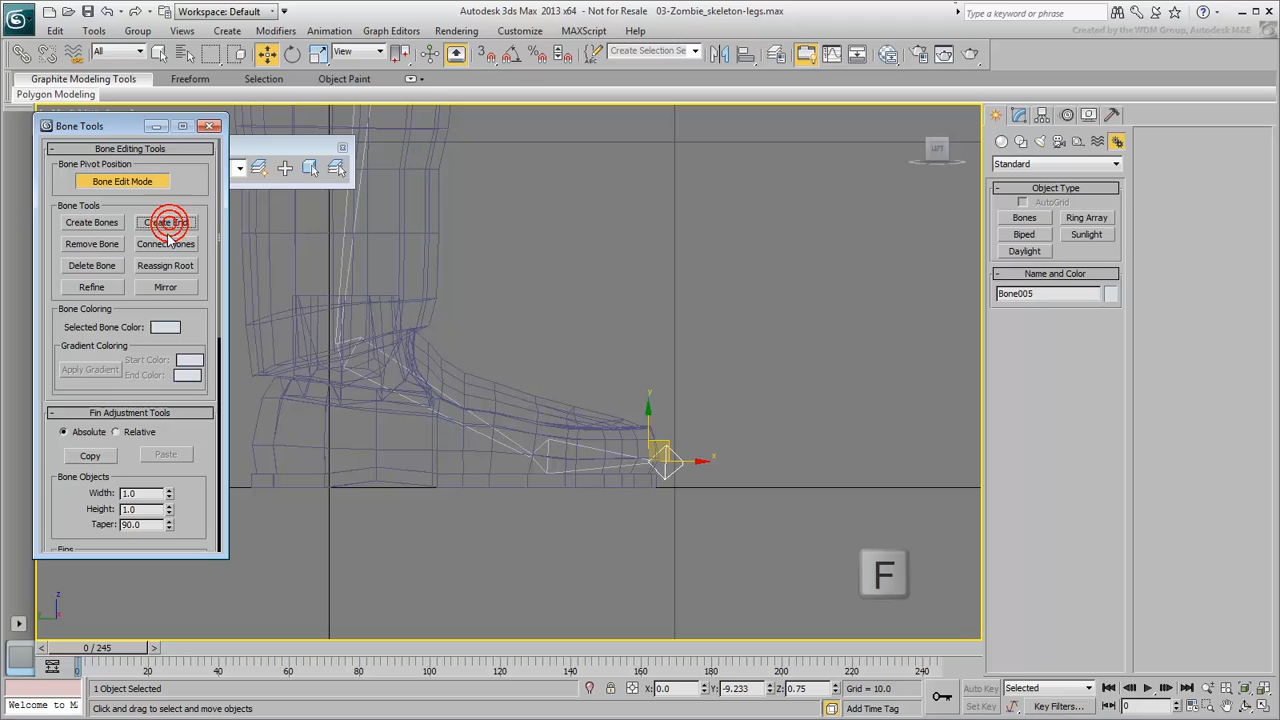 Workspace: Default
Autodesk 3ds Max 2013 x64 - Not for Resale 03-Zombie_skeleton-legs.max
Type a keyword or phrase
Created by the WDM Group, Autodesk M&E
Edit Tools Group Views Create Modifiers Animation Graph Editors Rendering Customize MAXScript Help
All View Create Selection Se
Graphite Modeling Tools Freeform Selection Object Paint
Polygon Modeling
Bone Tools
- Bone Editing Tools
Bone Pivot Position
Bone Edit Mode
Bone Tools
Create Bones Create End
Remove Bone Connect Bones
Delete Bone Reassign Root
Refine Mirror
Bone Coloring
Selected Bone Color:
Gradient Coloring
Apply Gradient Start Color:
End Color:
- Fin Adjustment Tools
Absolute Relative
Copy Paste
Bone Objects
Width: 1.0
Height: 1.0
Taper: 90.0
Fins
LEFT
y
x
F
z
y x
Standard
- Object Type
AutoGrid
Bones Ring Array
Biped Sunlight
Daylight
- Name and Color
Bone005
< 0 / 245 >
0 20 40 60 80 100 120 140 160 180 200 220 240
1 Object Selected X: 0.0 Y: -9.233 Z: 0.75 Grid = 10.0 Auto Key Selected
Welcome to M Click and drag to select and move objects Add Time Tag Set Key Key Filters... 0